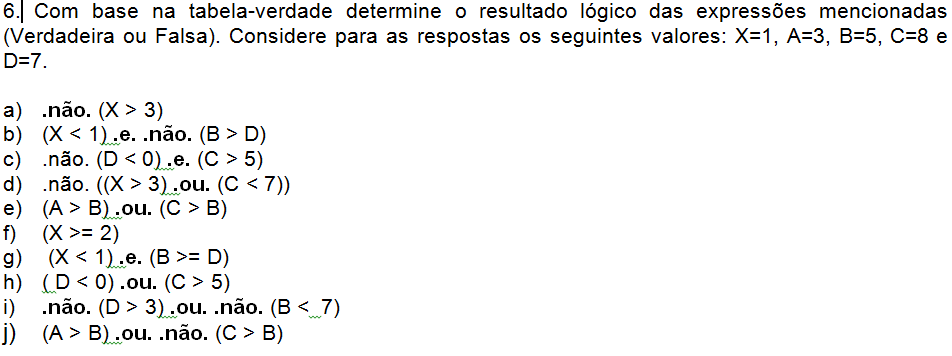 6. Com base na tabela-verdade determine o resultado lógico das expressões mencionadas
(Verdadeira ou Falsa). Considere para as respostas os seguintes valores: X=1, A=3, B=5, C=8 e
D=7.
a) .não. (X > 3)
b) (X < 1) .e. .não. (B > D)
c) .não. (D < 0) .e. (C > 5)
d) .não. ((X > 3) .ou. (C < 7))
e) (A > B) .ou. (C > B)
f) (X >= 2)
g) (X < 1) .e. (B >= D)
h) ( D < 0) .ou. (C > 5)
i) .não. (D > 3) .ou. .não. (B < 7)
j) (A > B) .ou. .não. (C > B)